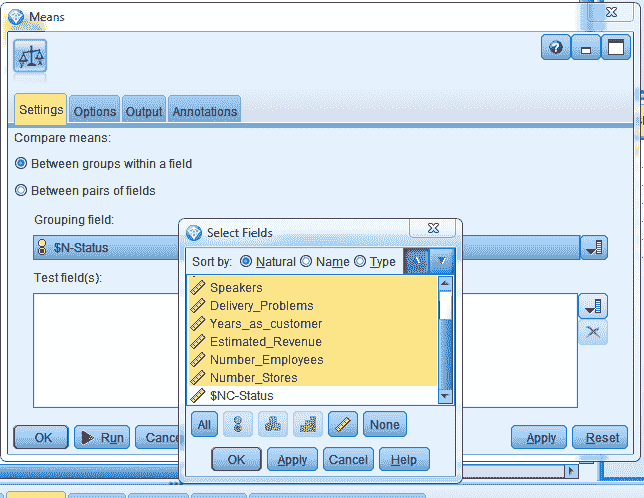 Means
Settings Options Output Annotations
Compare means:
Between groups within a field
Between pairs of fields
Grouping field:
$N-Status
Test field(s):
Select Fields
Sort by: Natural Name Type
Speakers
Delivery_Problems
Years_as_customer
Estimated_Revenue
Number_Employees
Number_Stores
$NC-Status
All None
OK Apply Cancel Help
OK Run Cance Apply Reset